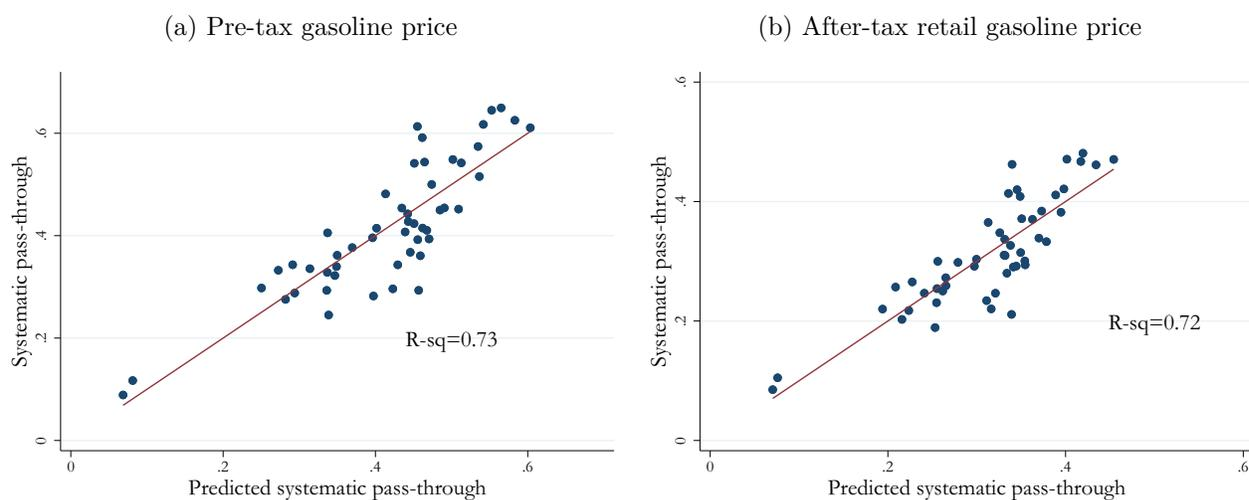 (a) Pre-tax gasoline price
Systematic pass-through
.6
.4
.2
0
R-sq=0.73
0 .2 .4 .6
Predicted systematic pass-through
(b) After-tax retail gasoline price
Systematic pass-through
.6
.4
.2
0
R-sq=0.72
0 .2 .4 .6
Predicted systematic pass-through